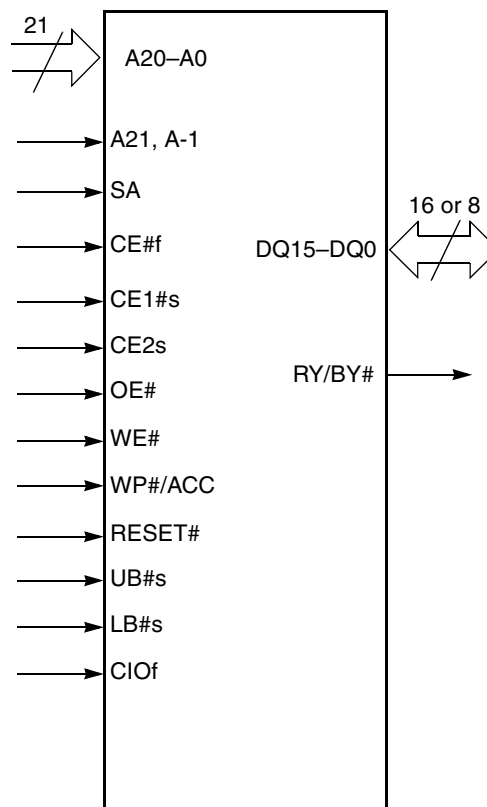 21
A20–A0
A21, A-1
SA
16 or 8
CE#f
DQ15–DQ0
CE1#s
CE2s
RY/BY#
OE#
WE#
WP#/ACC
RESET#
UB#s
LB#s
CIOf